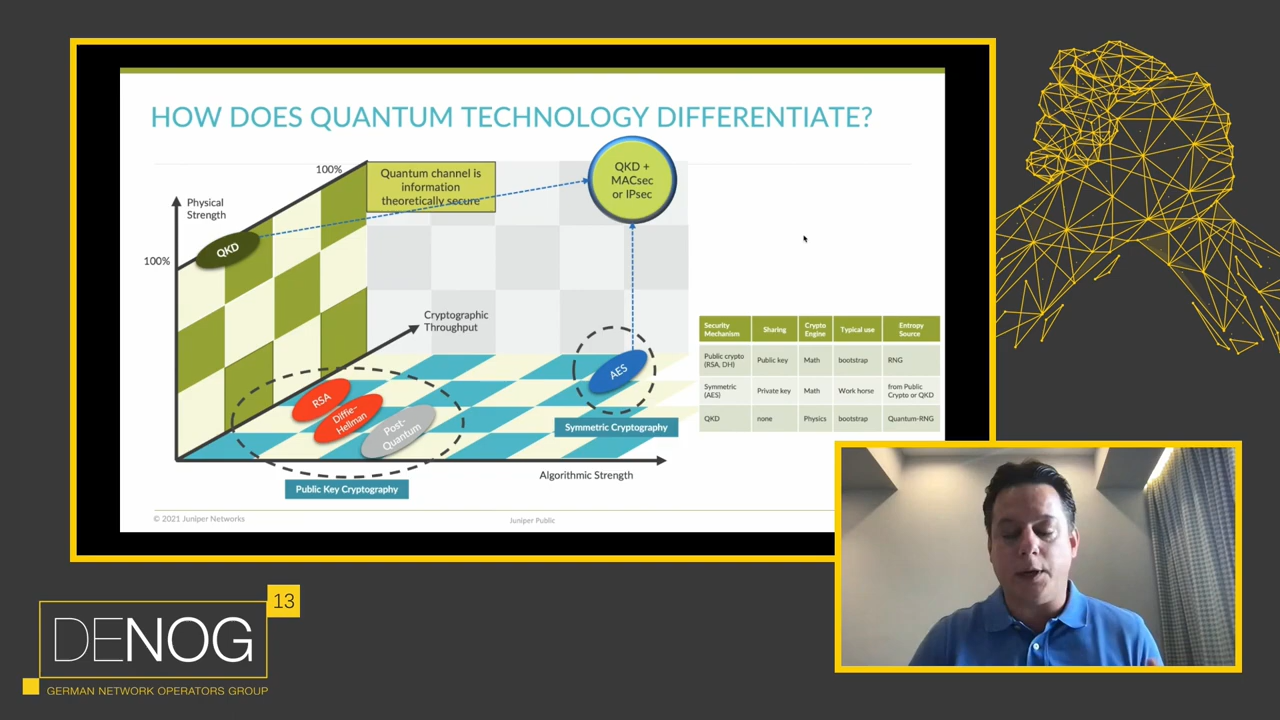 HOW DOES QUANTUM TECHNOLOGY DIFFERENTIATE?
100%
Quantum channel is
information
theoretically secure
QKD +
MACsec
or IPsec
Physical
Strength
QKD
100%
Cryptographic
Throughput
AES
RSA
Diffie-
Hellman
Post-
Quantum
Symmetric Cryptography
Algorithmic Strength
Public Key Cryptography
Security
Mechanism
Sharing
Crypto
Engine
Typical use
Entropy
Source
Public crypto
(RSA, DH)
Public key
Math
bootstrap
RNG
Symmetric
(AES)
Private key
Math
Work horse
from Public
Crypto or QKD
QKD
none
Physics
bootstrap
Quantum-RNG
© 2021 Juniper Networks
Juniper Public
13
DENOG
GERMAN NETWORK OPERATORS GROUP